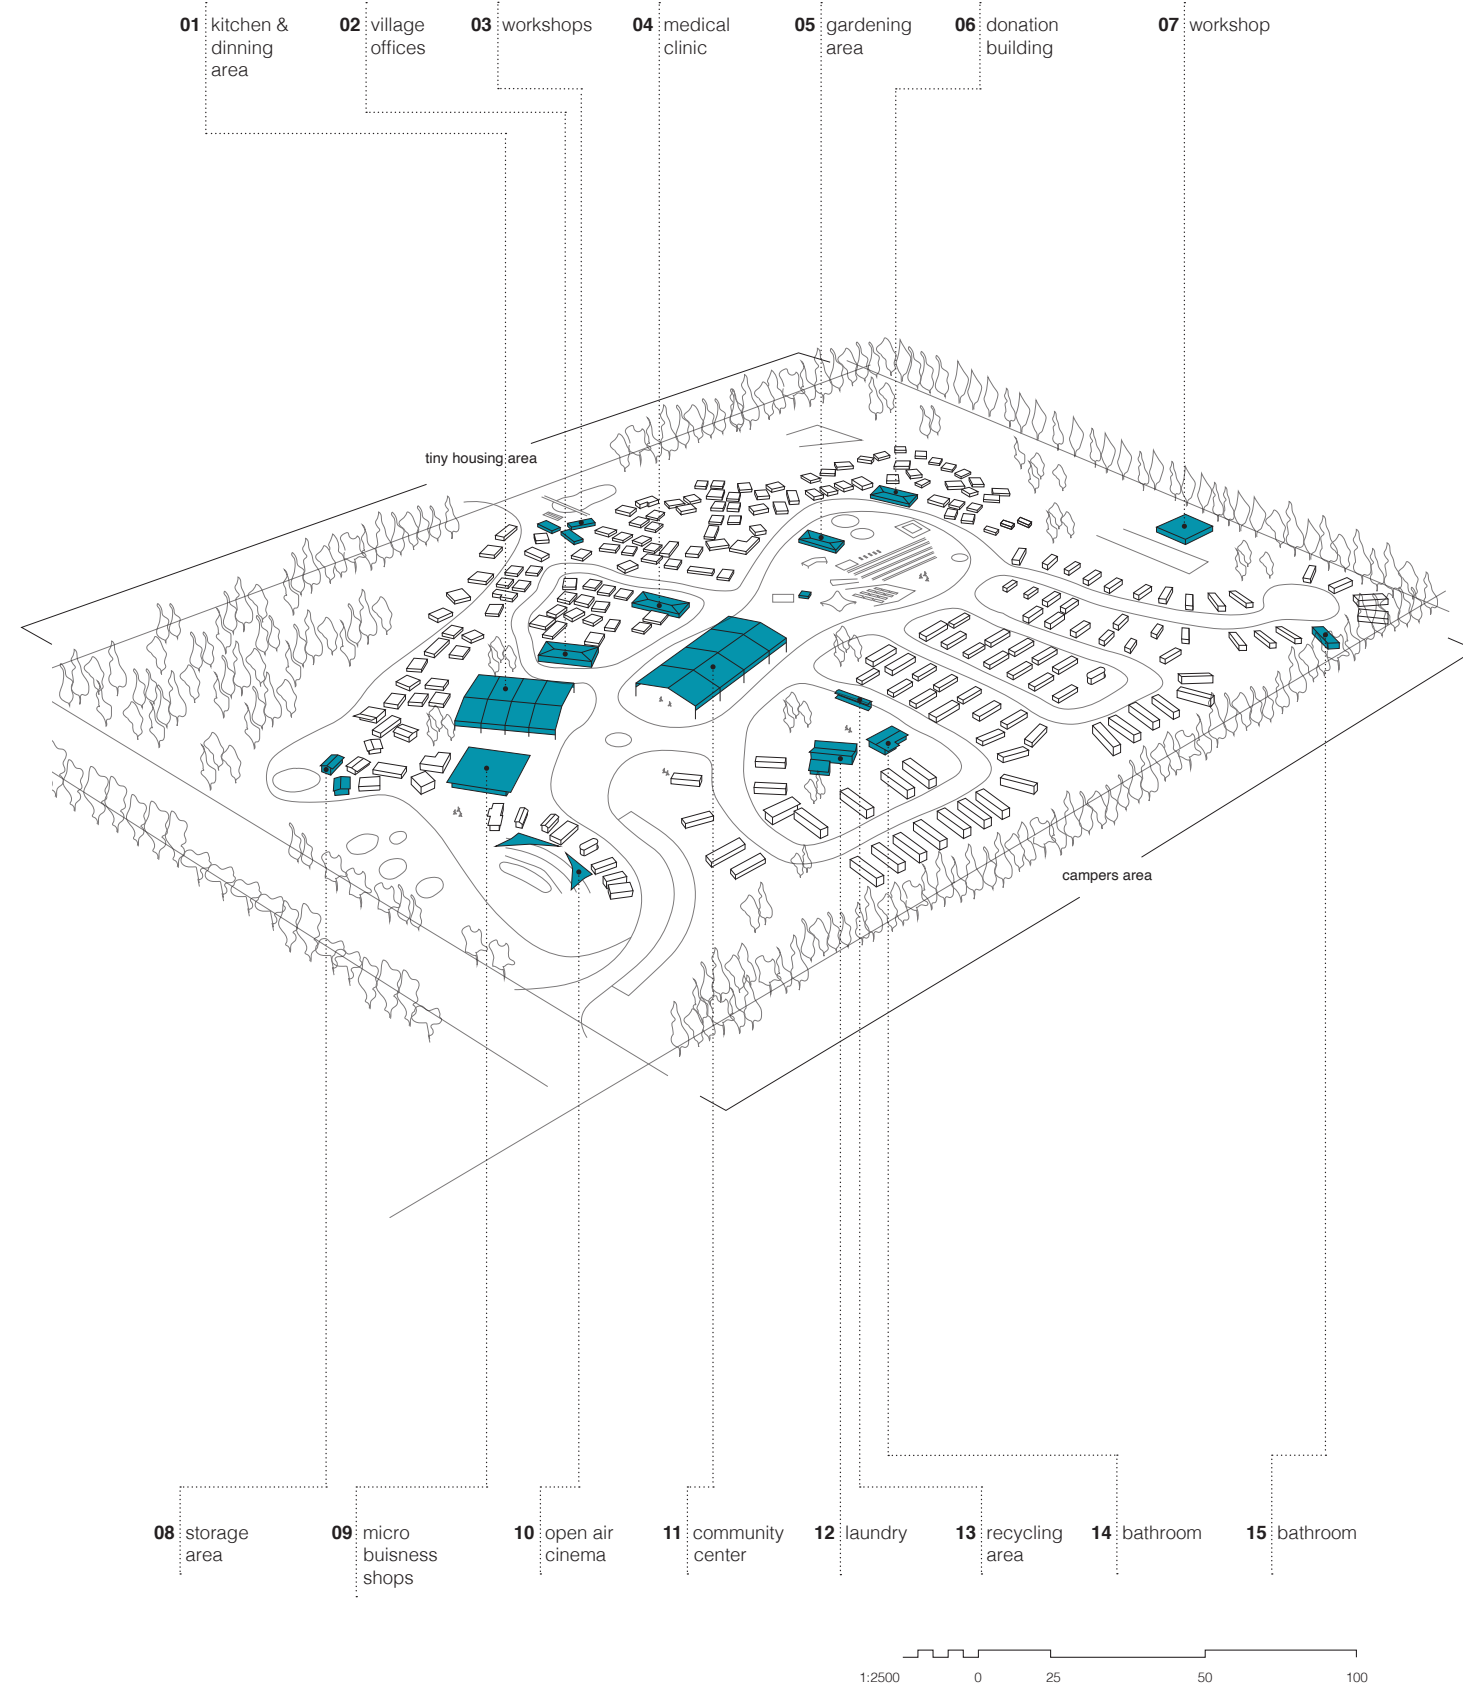 01 kitchen &
dinning
area
02 village
offices
03 workshops
04 medical
clinic
05 gardening
area
06 donation
building
07 workshop
tiny housing area
campers area
08 storage
area
09 micro
buisness
shops
10 open air
cinema
11 community
center
12 laundry
13 recycling
area
14 bathroom
15 bathroom
1:2500 0 25 50 100